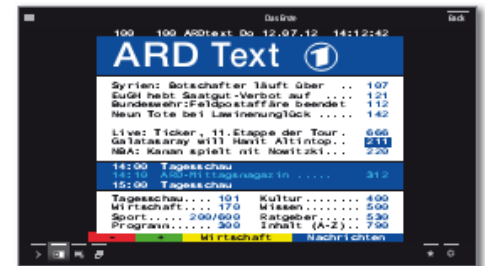 Das Erste
Back
100 100 ARDtext Do 12.07.12 14:12:42
ARD Text 1
Syrien: Botschafter läuft über .. 107
EuGH hebt Saatgut-Verbot auf .... 121
Bundeswehr:Feldpostaffäre beendet 112
Neun Tote bei Lawinenunglück .... 142
Live: Ticker, 11.Etappe der Tour. 666
Galatasaray will Hamit Altintop.. 211
NBA: Kaman spielt mit Nowitzki... 220
14:00 Tagesschau
14:10 ARD-Mittagsmagazin ..... 312
15:00 Tagesschau
Tagesschau.... 101 Kultur........ 400
Wirtschaft.... 170 Wissen........ 500
Sport..... 200/600 Ratgeber...... 530
Programm...... 300 Inhalt (A-Z).. 790
- + Wirtschaft Nachrichten